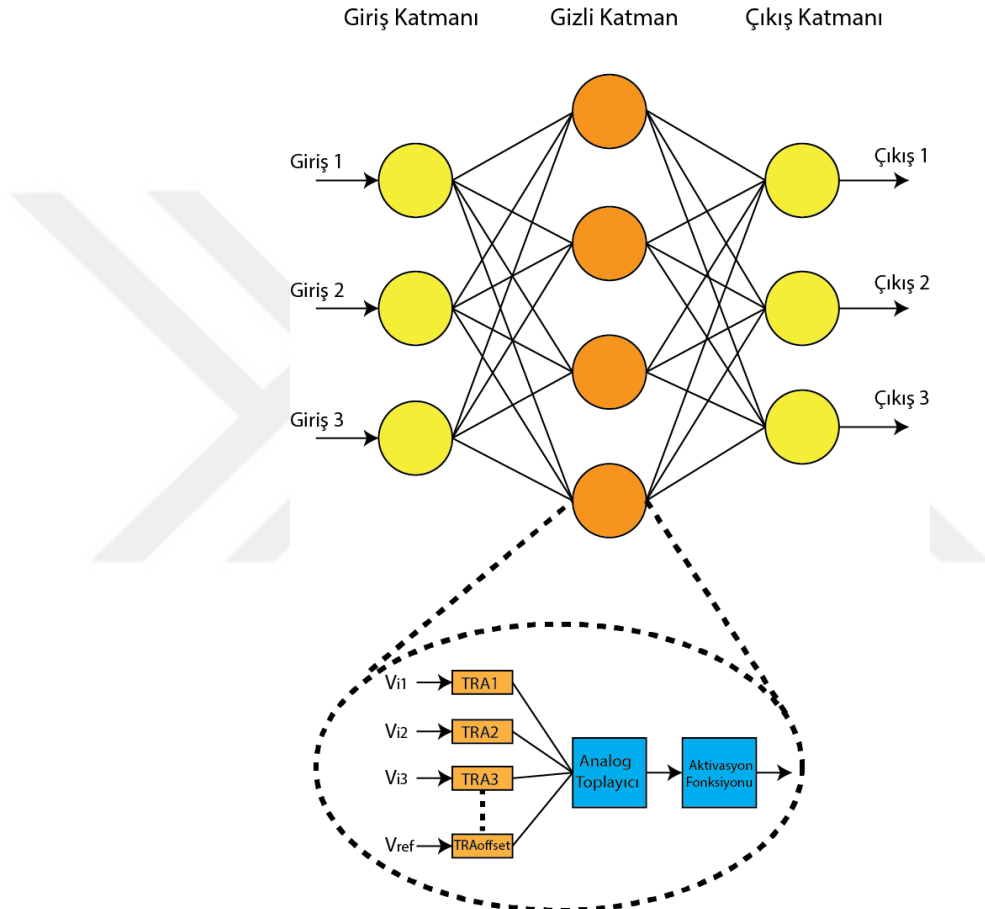 Giriş Katmanı
Gizli Katman
Çıkış Katmanı
Giriş 1
Giriş 2
Giriş 3
Çıkış 1
Çıkış 2
Çıkış 3
Vi1
TRA1
Vi2
TRA2
Vi3
TRA3
Vref
TRAoffset
Analog
Toplayıcı
Aktivasyon
Fonksiyonu